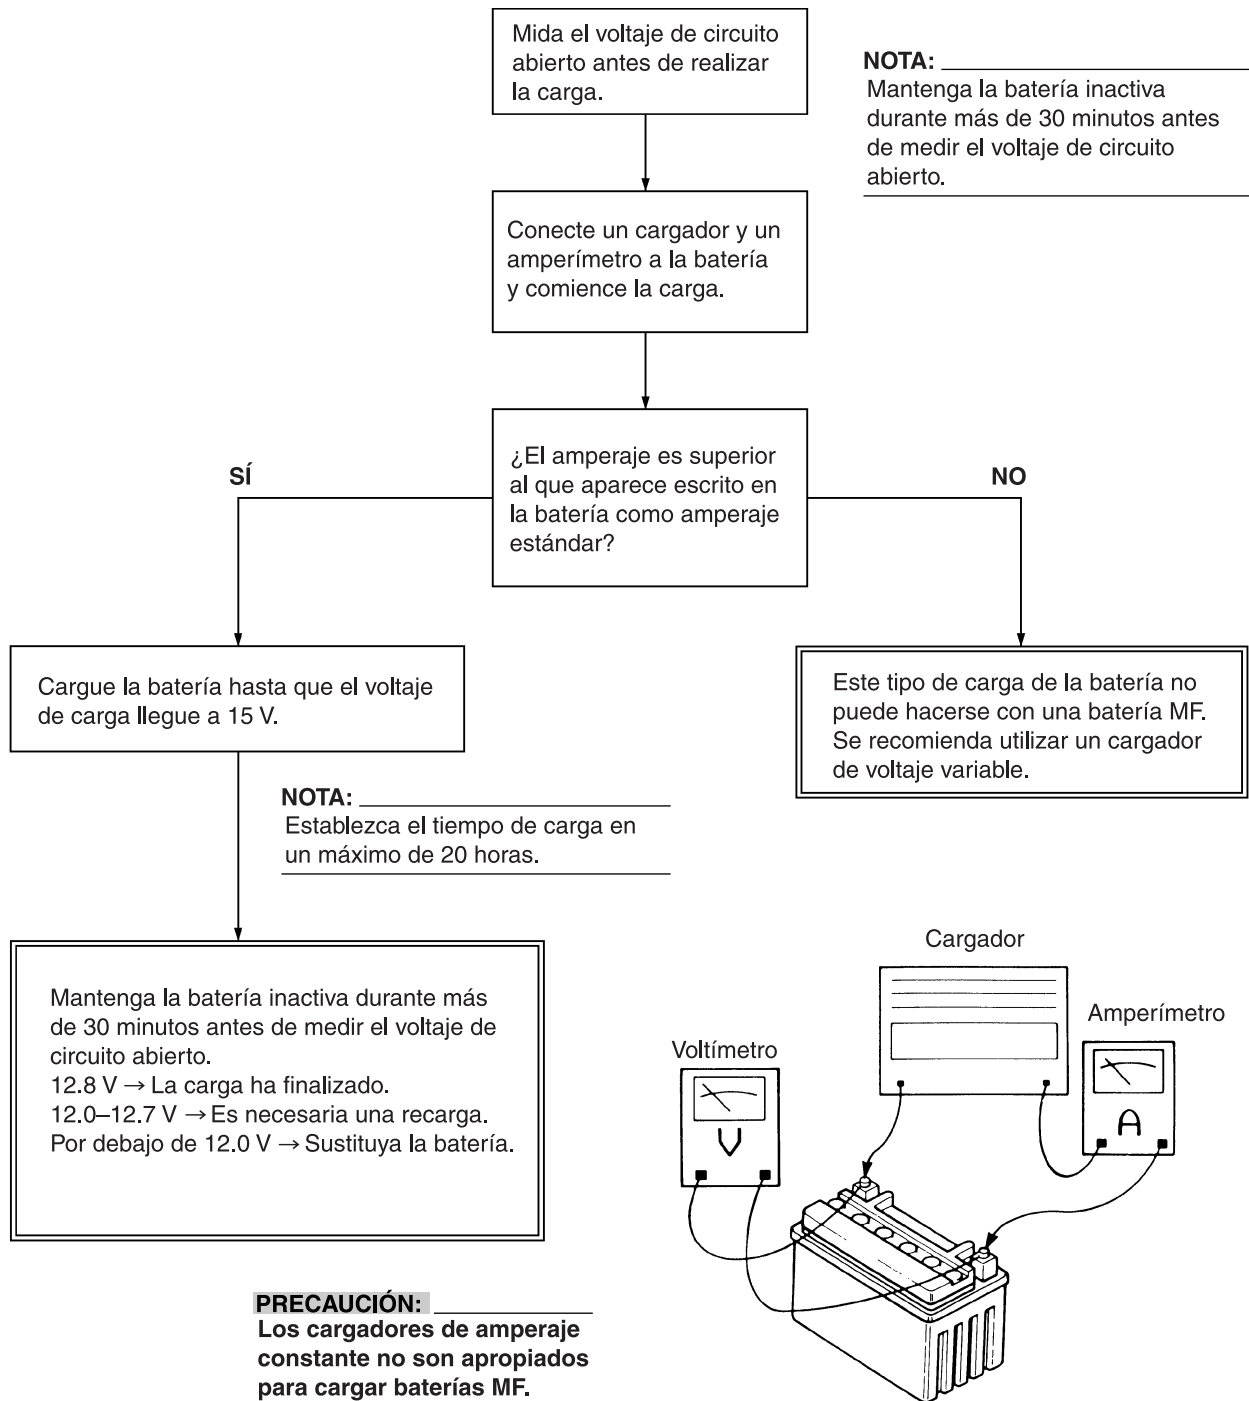 Mida el voltaje de circuito
abierto antes de realizar
la carga.
NOTA:
Mantenga la batería inactiva
durante más de 30 minutos antes
de medir el voltaje de circuito
abierto.
Conecte un cargador y un
amperímetro a la batería
y comience la carga.
¿El amperaje es superior
al que aparece escrito en
la batería como amperaje
estándar?
SÍ
NO
Cargue la batería hasta que el voltaje
de carga llegue a 15 V.
Este tipo de carga de la batería no
puede hacerse con una batería MF.
Se recomienda utilizar un cargador
de voltaje variable.
NOTA:
Establezca el tiempo de carga en
un máximo de 20 horas.
Mantenga la batería inactiva durante más
de 30 minutos antes de medir el voltaje de
circuito abierto.
12.8 V → La carga ha finalizado.
12.0–12.7 V → Es necesaria una recarga.
Por debajo de 12.0 V → Sustituya la batería.
Cargador
Amperímetro
Voltímetro
V
A
PRECAUCIÓN:
Los cargadores de amperaje
constante no son apropiados
para cargar baterías MF.